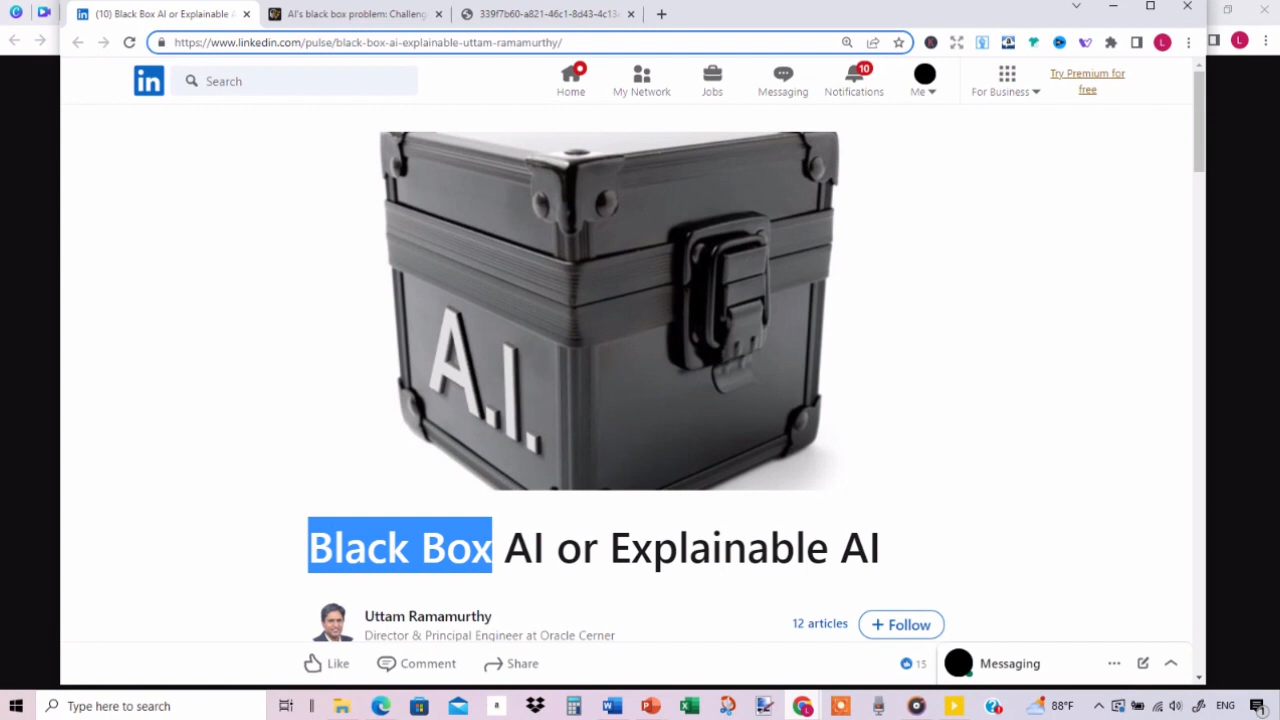 (10) Black Box AI or Explainable A
AI's black box problem: Challeng
339f7b60-a821-46c1-8d43-4c13
https://www.linkedin.com/pulse/black-box-ai-explainable-uttam-ramamurthy/
L
L
in
Search
Home
My Network
Jobs
Messaging
10
Notifications
Me
For Business
Try Premium for
free
A.I.
Black Box AI or Explainable AI
Uttam Ramamurthy
Director & Principal Engineer at Oracle Cerner
12 articles
+ Follow
Like
Comment
Share
15
Messaging
Type here to search
88°F
ENG